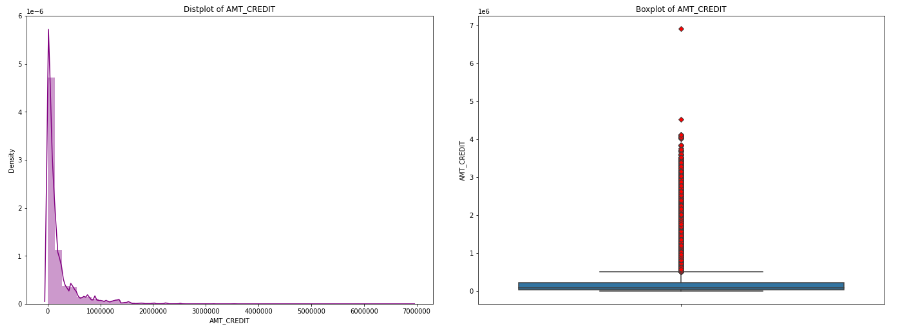 Distplot of AMT_CREDIT
1e−6
6
5
4
3
2
1
0
Density
0 1000000 2000000 3000000 4000000 5000000 6000000 7000000
AMT_CREDIT
Boxplot of AMT_CREDIT
1e6
7
6
5
4
3
2
1
0
AMT_CREDIT